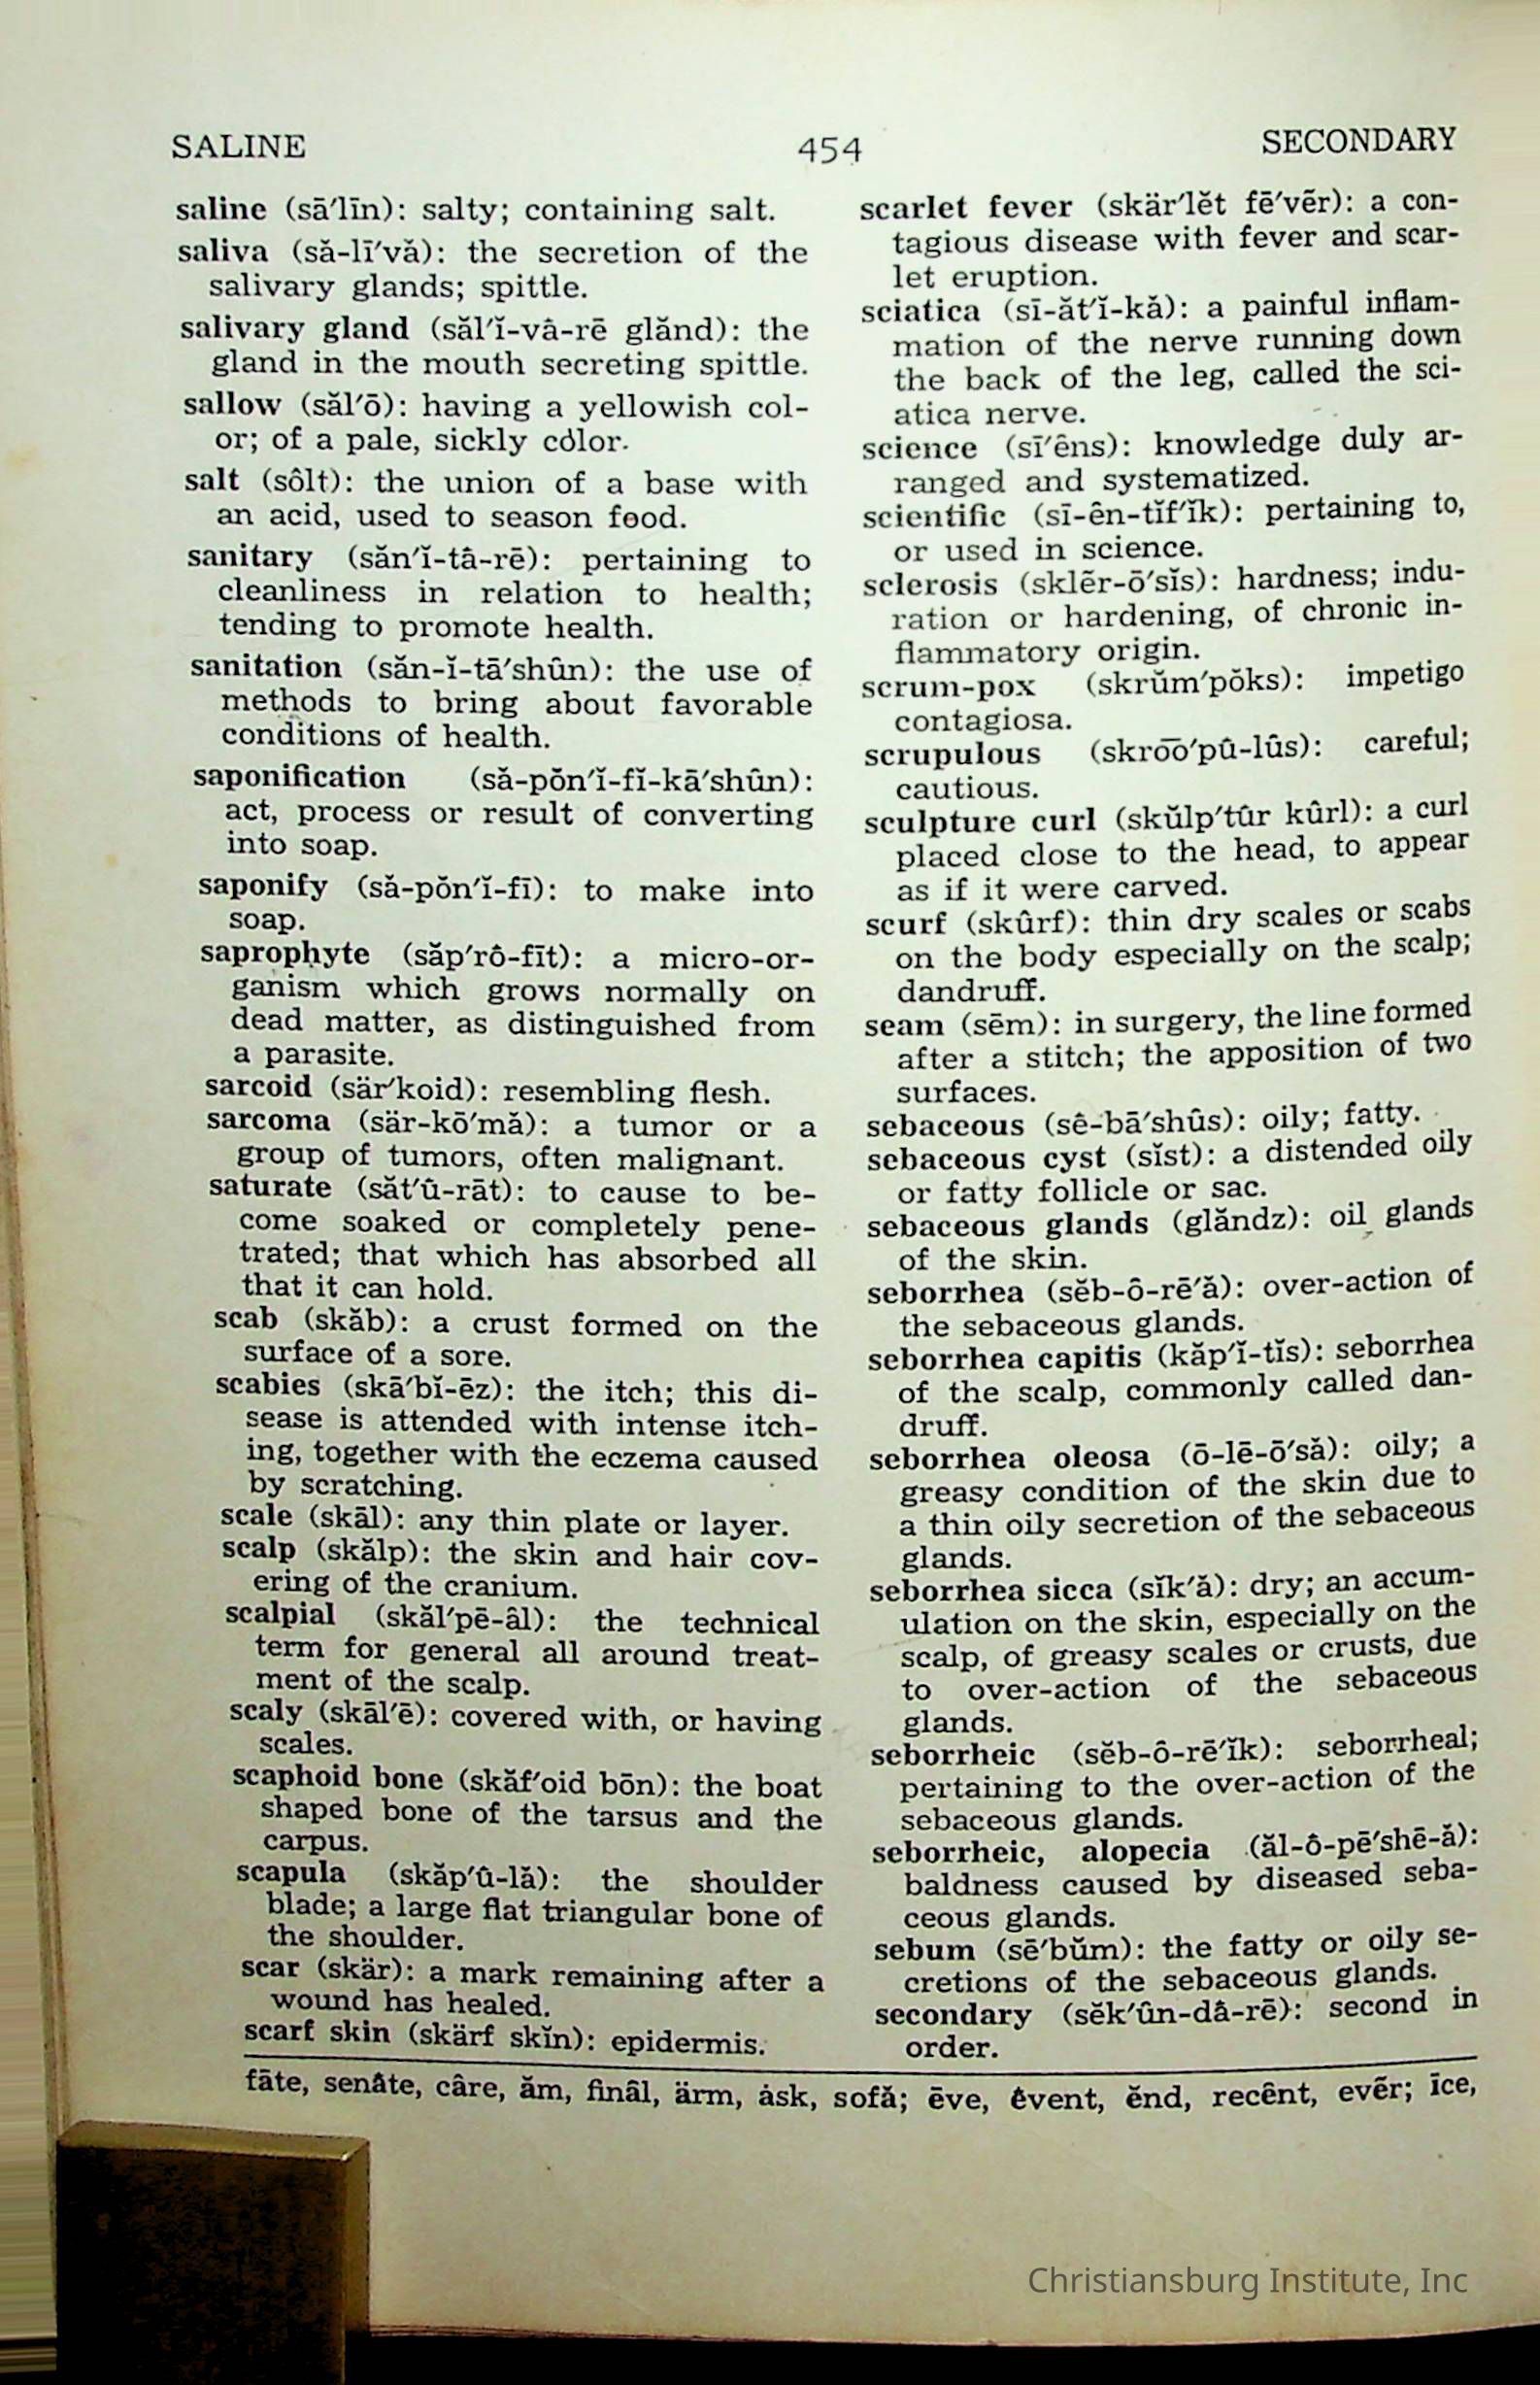 SALINE 454 SECONDARY
saline (sā′līn): salty; containing salt.
saliva (să-lī′vă): the secretion of the
salivary glands; spittle.
salivary gland (săl′ĭ-vâ-rē glănd): the
gland in the mouth secreting spittle.
sallow (săl′ō): having a yellowish col-
or; of a pale, sickly color.
salt (sôlt): the union of a base with
an acid, used to season food.
sanitary (săn′ĭ-tâ-rē): pertaining to
cleanliness in relation to health;
tending to promote health.
sanitation (săn-ĭ-tā′shûn): the use of
methods to bring about favorable
conditions of health.
saponification (să-pŏn′ĭ-fĭ-kā′shûn):
act, process or result of converting
into soap.
saponify (să-pŏn′ĭ-fī): to make into
soap.
saprophyte (săp′rô-fīt): a micro-or-
ganism which grows normally on
dead matter, as distinguished from
a parasite.
sarcoid (sär′koid): resembling flesh.
sarcoma (sär-kō′mă): a tumor or a
group of tumors, often malignant.
saturate (săt′û-rāt): to cause to be-
come soaked or completely pene-
trated; that which has absorbed all
that it can hold.
scab (skăb): a crust formed on the
surface of a sore.
scabies (skā′bĭ-ēz): the itch; this di-
sease is attended with intense itch-
ing, together with the eczema caused
by scratching.
scale (skāl): any thin plate or layer.
scalp (skălp): the skin and hair cov-
ering of the cranium.
scalpial (skăl′pē-âl): the technical
term for general all around treat-
ment of the scalp.
scaly (skāl′ē): covered with, or having
scales.
scaphoid bone (skăf′oid bōn): the boat
shaped bone of the tarsus and the
carpus.
scapula (skăp′û-lă): the shoulder
blade; a large flat triangular bone of
the shoulder.
scar (skär): a mark remaining after a
wound has healed.
scarf skin (skärf skĭn): epidermis.
scarlet fever (skär′lĕt fē′vẽr): a con-
tagious disease with fever and scar-
let eruption.
sciatica (sī-ăt′ĭ-kă): a painful inflam-
mation of the nerve running down
the back of the leg, called the sci-
atica nerve.
science (sī′êns): knowledge duly ar-
ranged and systematized.
scientific (sī-ên-tĭf′ĭk): pertaining to,
or used in science.
sclerosis (sklẽr-ō′sĭs): hardness; indu-
ration or hardening, of chronic in-
flammatory origin.
scrum-pox (skrŭm′pŏks): impetigo
contagiosa.
scrupulous (skro͞o′pû-lûs): careful;
cautious.
sculpture curl (skŭlp′tûr kûrl): a curl
placed close to the head, to appear
as if it were carved.
scurf (skûrf): thin dry scales or scabs
on the body especially on the scalp;
dandruff.
seam (sēm): in surgery, the line formed
after a stitch; the apposition of two
surfaces.
sebaceous (sê-bā′shûs): oily; fatty.
sebaceous cyst (sĭst): a distended oily
or fatty follicle or sac.
sebaceous glands (glăndz): oil glands
of the skin.
seborrhea (sĕb-ô-rē′ă): over-action of
the sebaceous glands.
seborrhea capitis (kăp′ĭ-tĭs): seborrhea
of the scalp, commonly called dan-
druff.
seborrhea oleosa (ō-lē-ō′să): oily; a
greasy condition of the skin due to
a thin oily secretion of the sebaceous
glands.
seborrhea sicca (sĭk′ă): dry; an accum-
ulation on the skin, especially on the
scalp, of greasy scales or crusts, due
to over-action of the sebaceous
glands.
seborrheic (sĕb-ô-rē′ĭk): seborrheal;
pertaining to the over-action of the
sebaceous glands.
seborrheic, alopecia (ăl-ô-pē′shē-ă):
baldness caused by diseased seba-
ceous glands.
sebum (sē′bŭm): the fatty or oily se-
cretions of the sebaceous glands.
secondary (sĕk′ûn-dâ-rē): second in
order.
fāte, senâte, câre, ăm, finâl, ärm, ȧsk, sofă; ēve, êvent, ĕnd, recênt, evẽr; īce,
Christiansburg Institute, Inc